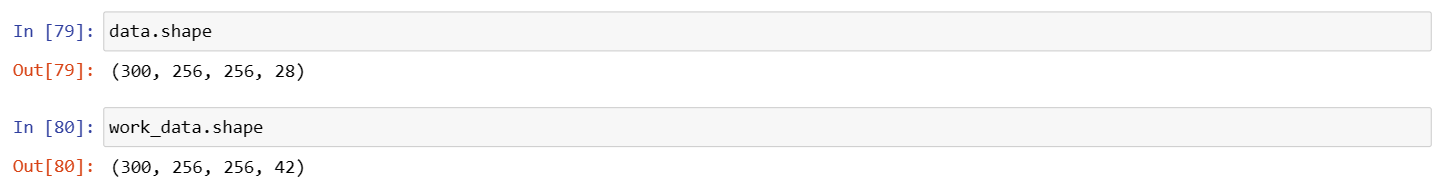 In [79]: data.shape
Out[79]: (300, 256, 256, 28)
In [80]: work_data.shape
Out[80]: (300, 256, 256, 42)